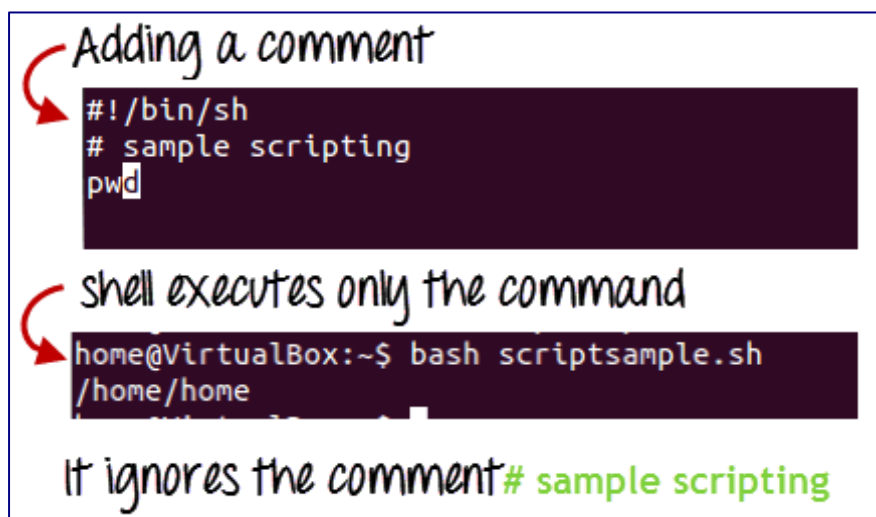 Adding a comment
#!/bin/sh
# sample scripting
pwd
shell executes only the command
home@VirtualBox:~$ bash scriptsample.sh
/home/home
It ignores the comment# sample scripting